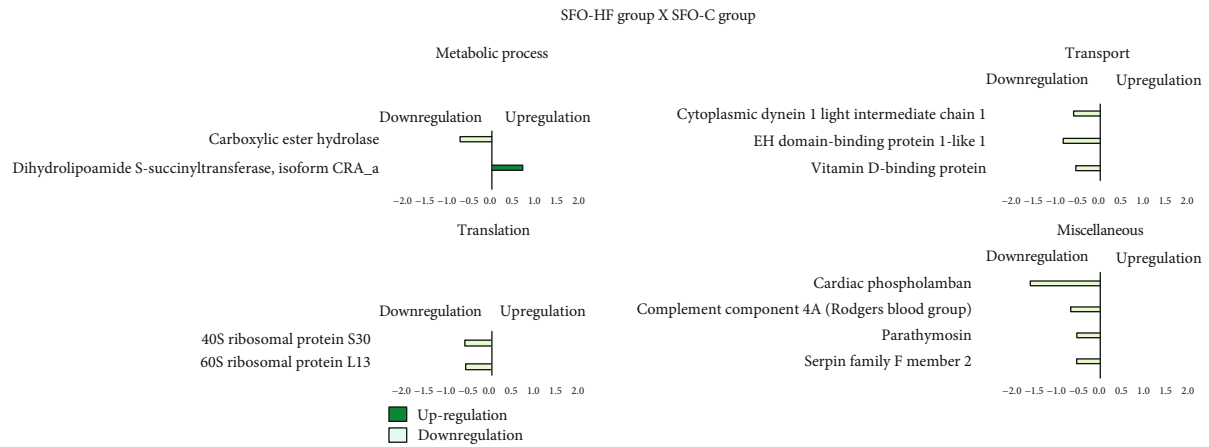 SFO-HF group X SFO-C group
Metabolic process
Downregulation Upregulation
Carboxylic ester hydrolase
Dihydrolipoamide S-succinyltransferase, isoform CRA_a
−2.0 −1.5 −1.0 −0.5 0.0 0.5 1.0 1.5 2.0
Translation
Downregulation Upregulation
40S ribosomal protein S30
60S ribosomal protein L13
−2.0 −1.5 −1.0 −0.5 0.0 0.5 1.0 1.5 2.0
Up-regulation
Downregulation
Transport
Downregulation Upregulation
Cytoplasmic dynein 1 light intermediate chain 1
EH domain-binding protein 1-like 1
Vitamin D-binding protein
−2.0 −1.5 −1.0 −0.5 0.0 0.5 1.0 1.5 2.0
Miscellaneous
Downregulation Upregulation
Cardiac phospholamban
Complement component 4A (Rodgers blood group)
Parathymosin
Serpin family F member 2
−2.0 −1.5 −1.0 −0.5 0.0 0.5 1.0 1.5 2.0